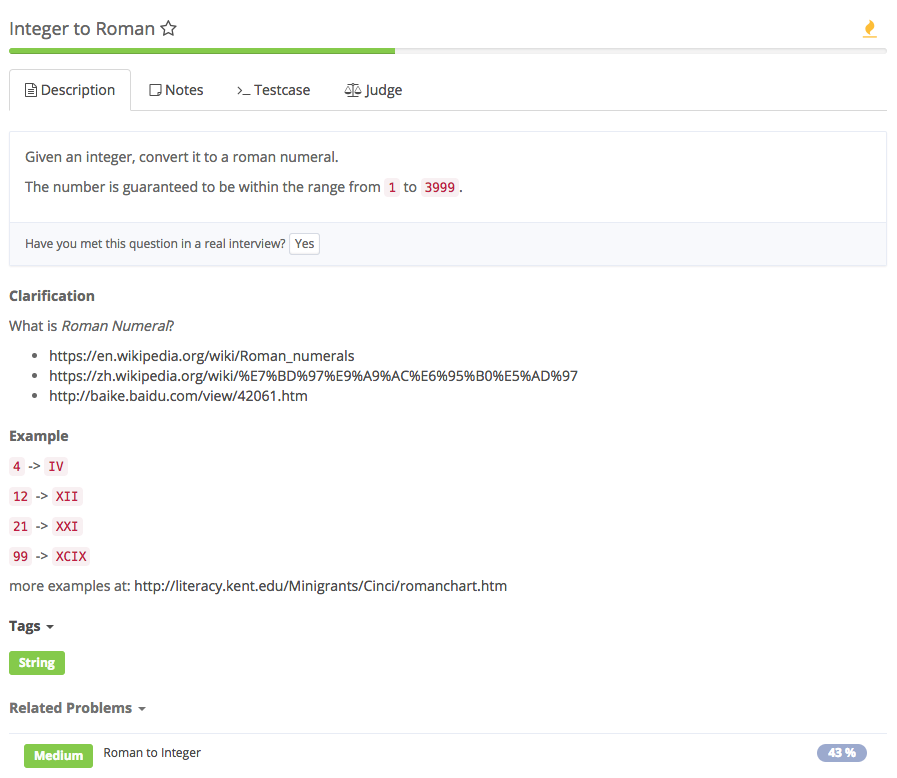 Integer to Roman
Description Notes Testcase Judge
Given an integer, convert it to a roman numeral.
The number is guaranteed to be within the range from 1 to 3999.
Have you met this question in a real interview? Yes
Clarification
What is Roman Numeral?
https://en.wikipedia.org/wiki/Roman_numerals
https://zh.wikipedia.org/wiki/%E7%BD%97%E9%A9%AC%E6%95%B0%E5%AD%97
http://baike.baidu.com/view/42061.htm
Example
4 -> IV
12 -> XII
21 -> XXI
99 -> XCIX
more examples at: http://literacy.kent.edu/Minigrants/Cinci/romanchart.htm
Tags
String
Related Problems
Medium Roman to Integer 43 %